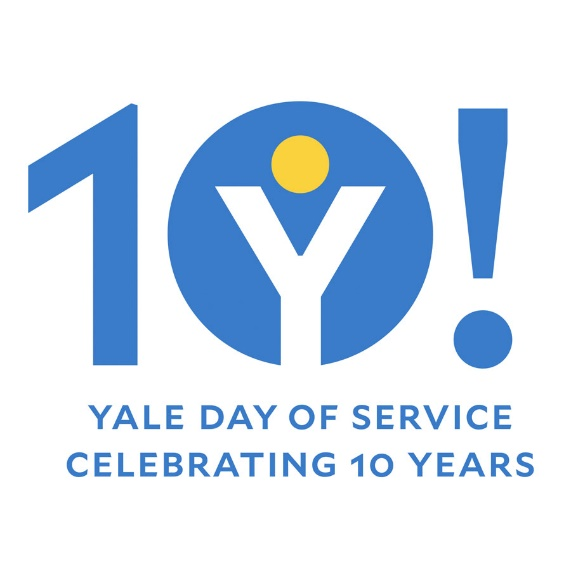 10!
Y
YALE DAY OF SERVICE
CELEBRATING 10 YEARS